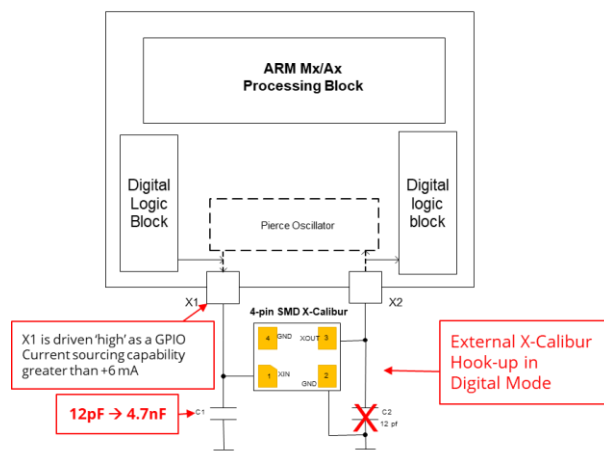 ARM Mx/Ax
Processing Block
Digital
Logic
Block
Digital
logic
block
Pierce Oscillator
X1
X2
4-pin SMD X-Calibur
4
GND
XOUT
3
1
XIN
GND
2
X1 is driven ‘high’ as a GPIO
Current sourcing capability
greater than +6 mA
External X-Calibur
Hook-up in
Digital Mode
12pF → 4.7nF
C1
C2
12 pf